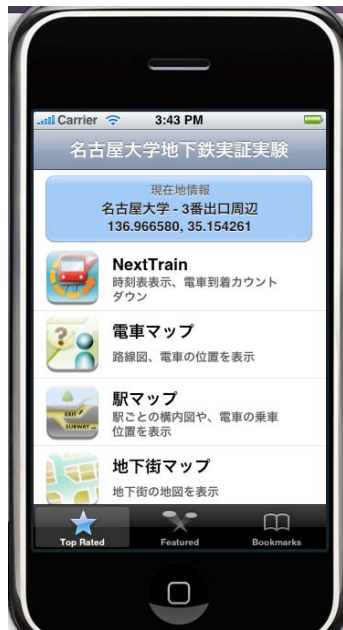 Carrier 3:43 PM
名古屋大学地下鉄実証実験
現在地情報
名古屋大学 - 3番出口周辺
136.966580, 35.154261
NextTrain
時刻表表示、電車到着カウント
ダウン
電車マップ
路線図、電車の位置を表示
駅マップ
駅ごとの構内図や、電車の乗車
位置を表示
EXIT
SUBWAY
地下街マップ
地下街の地図を表示
Top Rated Featured Bookmarks